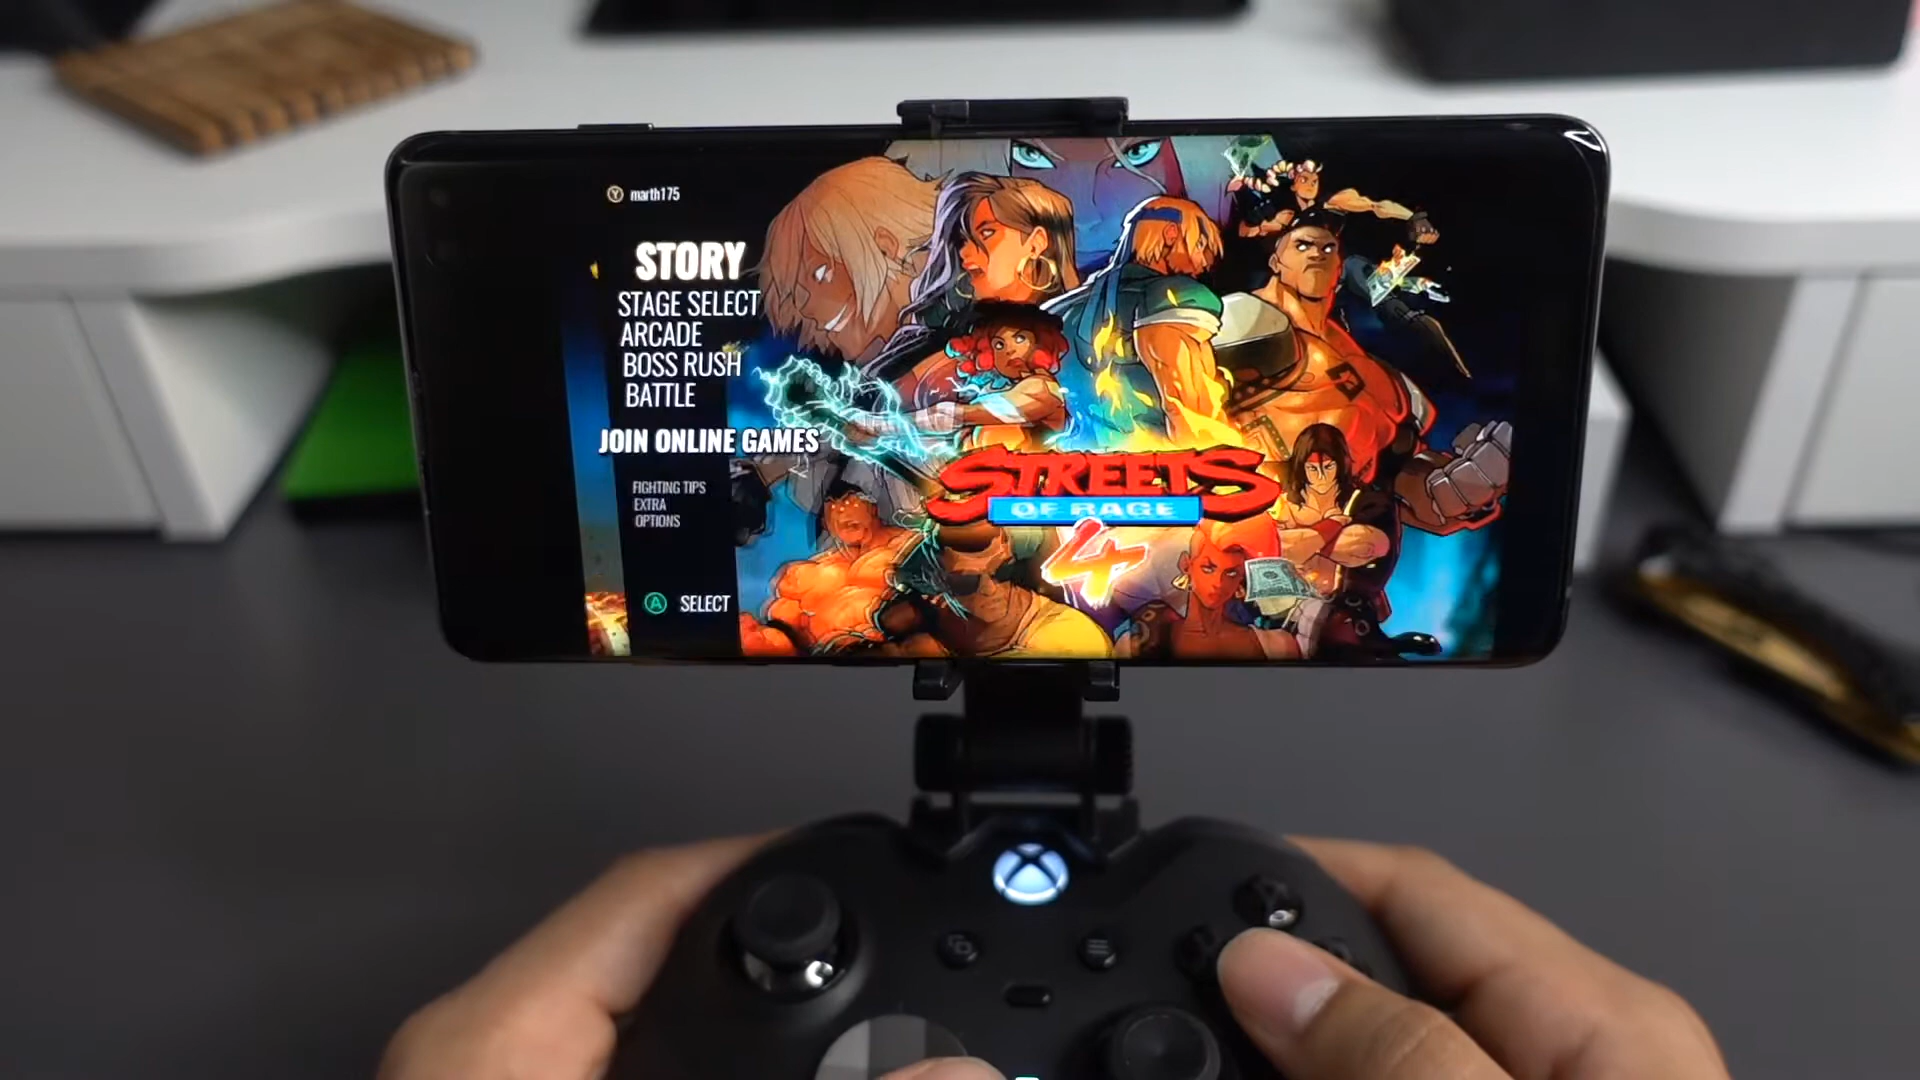 Y marth175
STORY
STAGE SELECT
ARCADE
BOSS RUSH
BATTLE
JOIN ONLINE GAMES
FIGHTING TIPS
EXTRA
OPTIONS
A SELECT
STREETS
OF RAGE
4